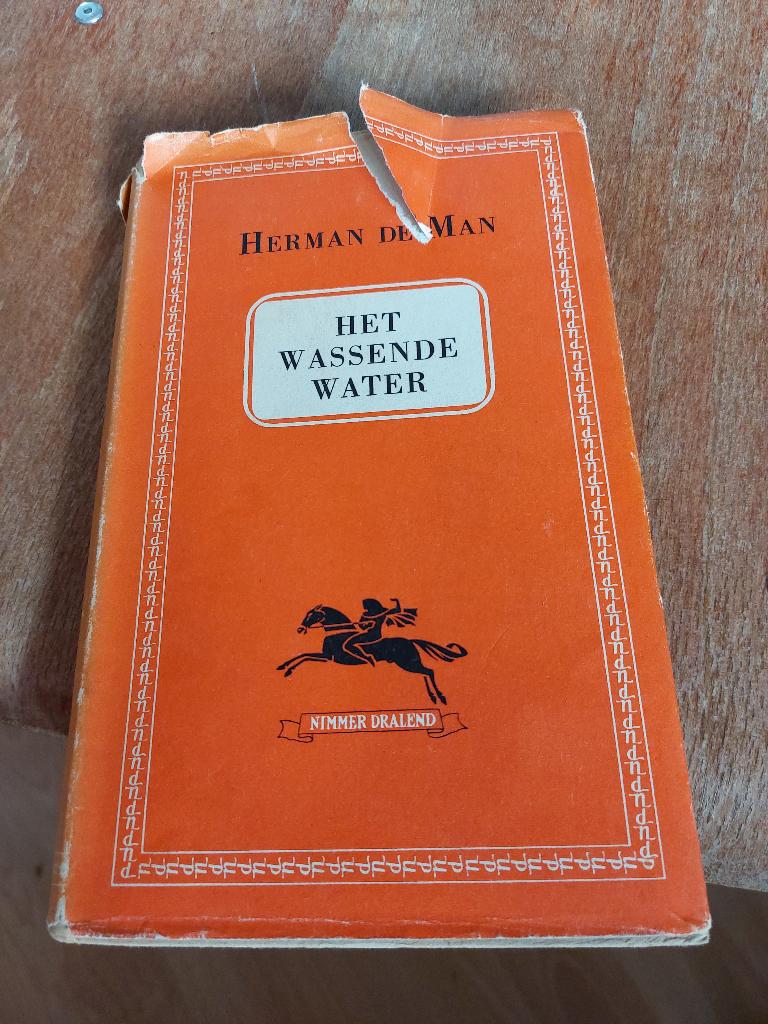 HERMAN DE MAN
HET
WASSENDE
WATER
NIMMER DRALEND